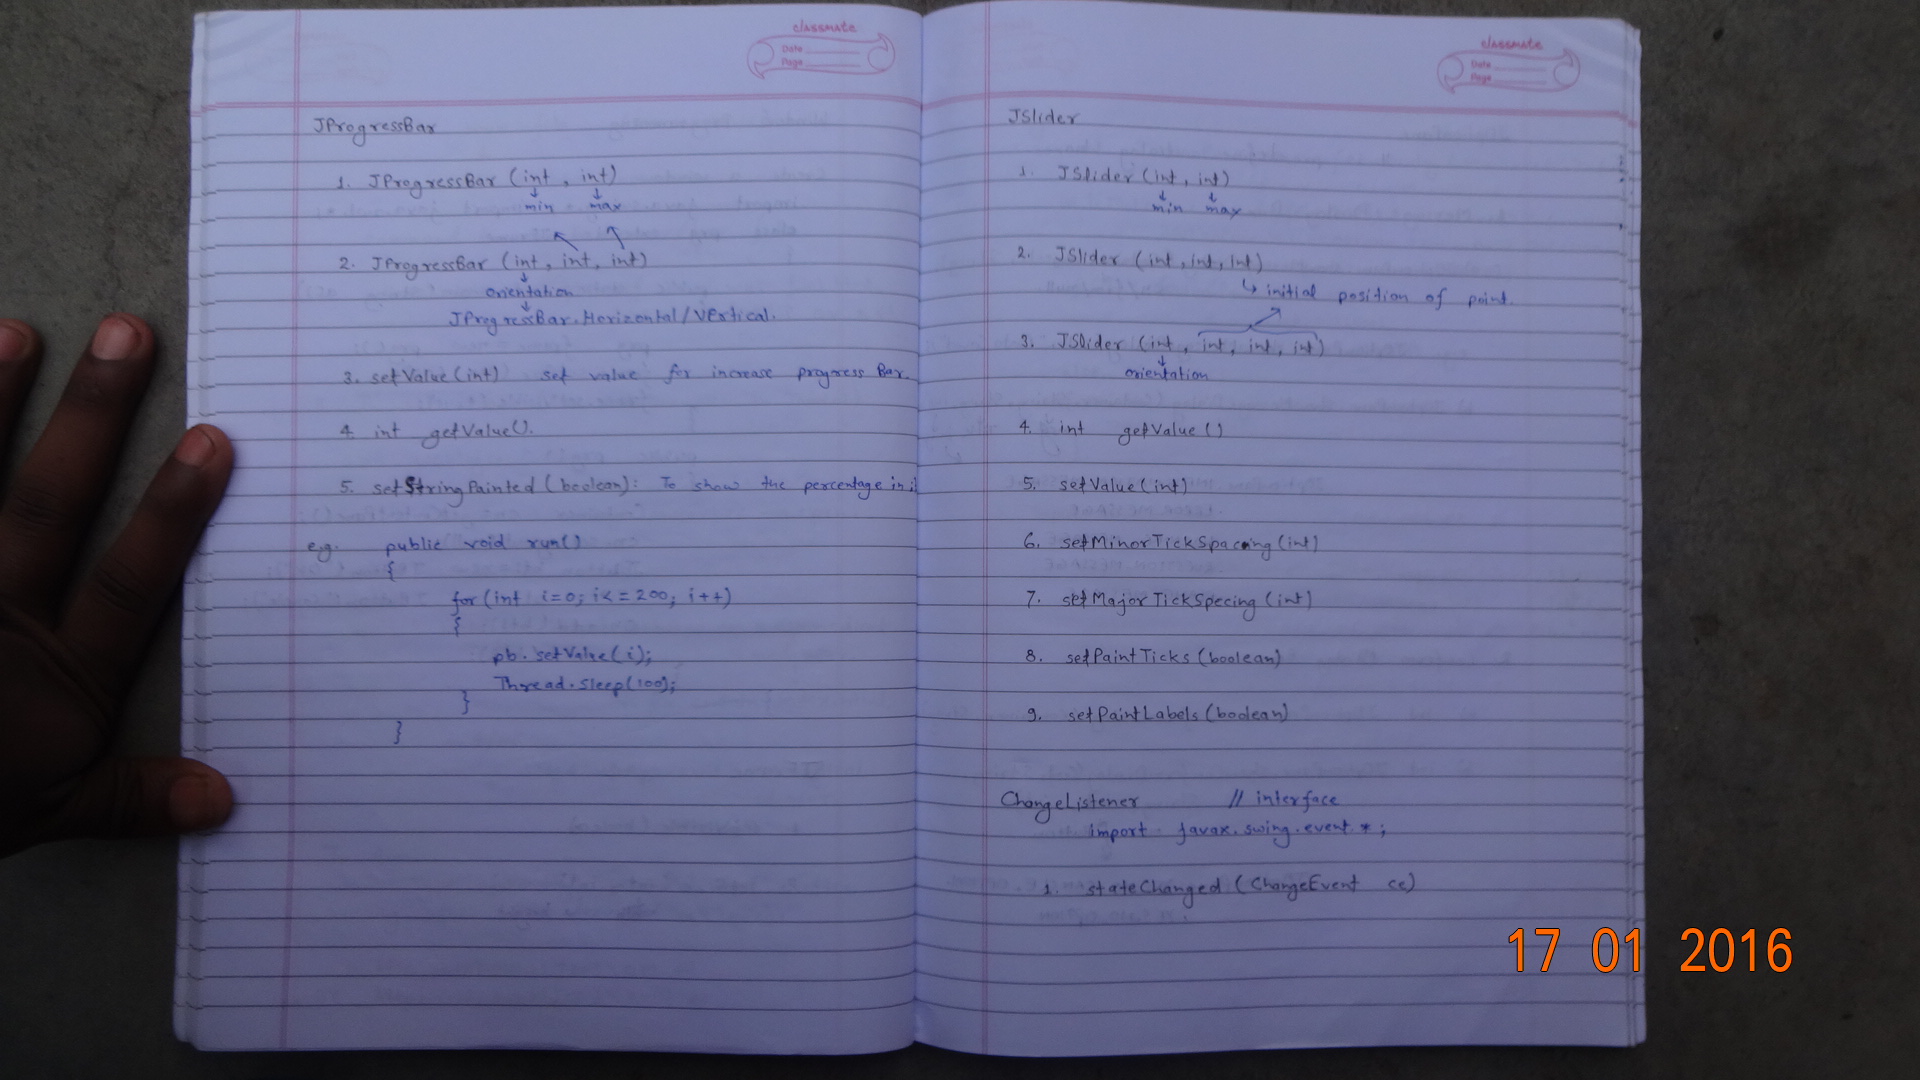 classmate
Date
Page
JProgressBar
1. JProgressBar (int, int)
↓ ↓
min max
2. JProgressBar (int, int, int)
↓
orientation
↓
JProgressBar.Horizontal/Vertical.
3. setValue(int) set value for increase progress Bar.
4. int getValue().
5. setStringPainted (boolean): To show the percentage in i
e.g. public void run()
{
for(int i=0; i<=200; i++)
{
pb.setValue(i);
Thread.sleep(100);
}
}
classmate
Date
Page
JSlider
1. JSlider (int, int)
↓ ↓
min max
2. JSlider (int, int, int)
↳ initial position of point.
3. JSlider (int, int, int, int)
↓
orientation
4. int getValue ()
5. setValue(int)
6. setMinorTickSpacing (int)
7. setMajorTickSpecing (int)
8. setPaintTicks (boolean)
9. setPaintLabels (boolean)
ChangeListener // interface
import javax.swing.event.*;
1. stateChanged (ChangeEvent ce)
17 01 2016